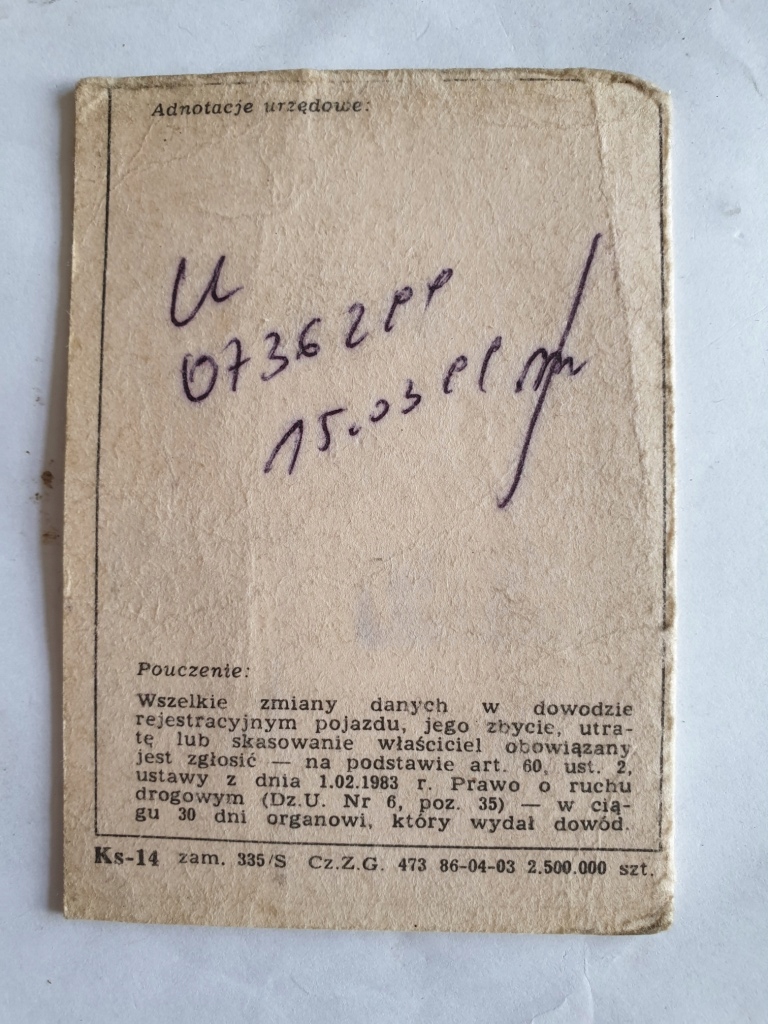 Adnotacje urzędowe:
U
07362
15.03
Pouczenie:
Wszelkie zmiany danych w dowodzie
rejestracyjnym pojazdu, jego zbycie, utra-
tę lub skasowanie właściciel obowiązany
jest zgłosić — na podstawie art. 60, ust. 2,
ustawy z dnia 1.02.1983 r. Prawo o ruchu
drogowym (Dz.U. Nr 6, poz. 35) — w cią-
gu 30 dni organowi, który wydał dowód.
Ks-14 zam. 335/S Cz.Z.G. 473 86-04-03 2.500.000 szt.